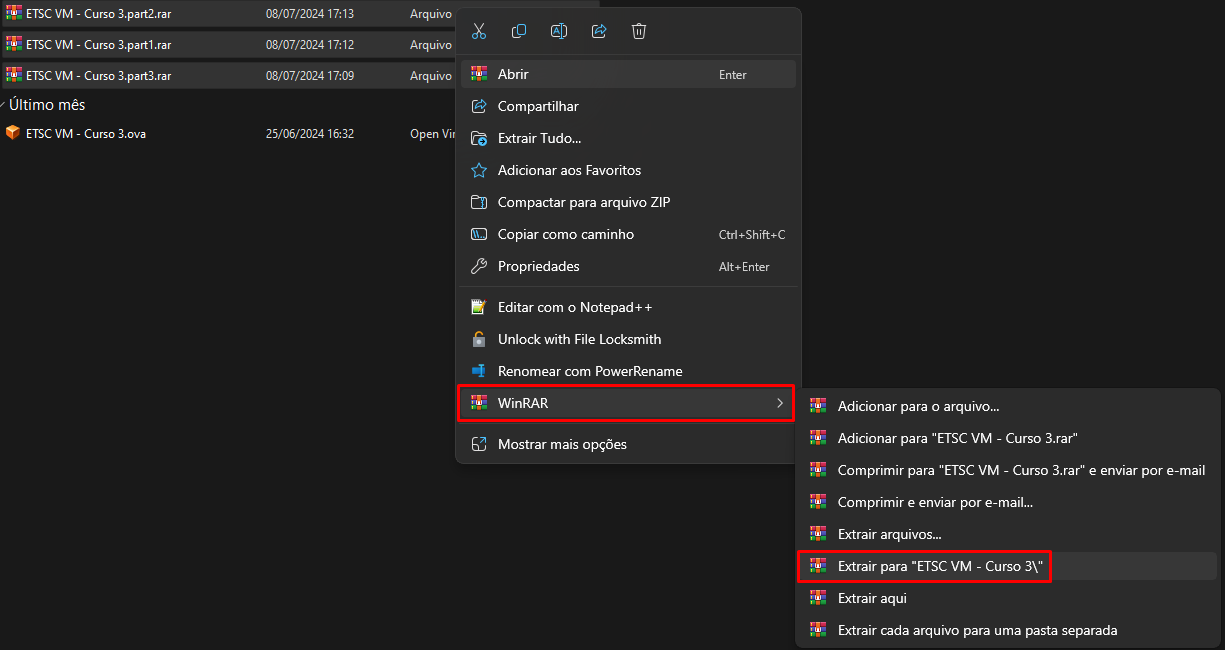 ETSC VM - Curso 3.part2.rar 08/07/2024 17:13 Arquivo
ETSC VM - Curso 3.part1.rar 08/07/2024 17:12 Arquivo
ETSC VM - Curso 3.part3.rar 08/07/2024 17:09 Arquivo
Último mês
ETSC VM - Curso 3.ova 25/06/2024 16:32 Open Vir
Abrir Enter
Compartilhar
Extrair Tudo...
Adicionar aos Favoritos
Compactar para arquivo ZIP
Copiar como caminho Ctrl+Shift+C
Propriedades Alt+Enter
Editar com o Notepad++
Unlock with File Locksmith
Renomear com PowerRename
WinRAR
Mostrar mais opções
Adicionar para o arquivo...
Adicionar para "ETSC VM - Curso 3.rar"
Comprimir para "ETSC VM - Curso 3.rar" e enviar por e-mail
Comprimir e enviar por e-mail...
Extrair arquivos...
Extrair para "ETSC VM - Curso 3\"
Extrair aqui
Extrair cada arquivo para uma pasta separada